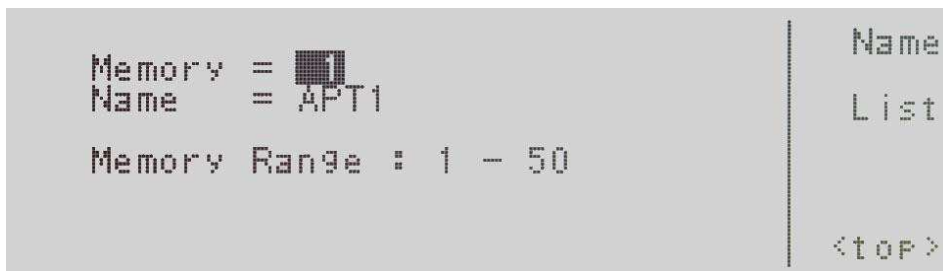 Memory = 1
Name = APT1
Memory Range : 1 - 50
Name
List
<top>